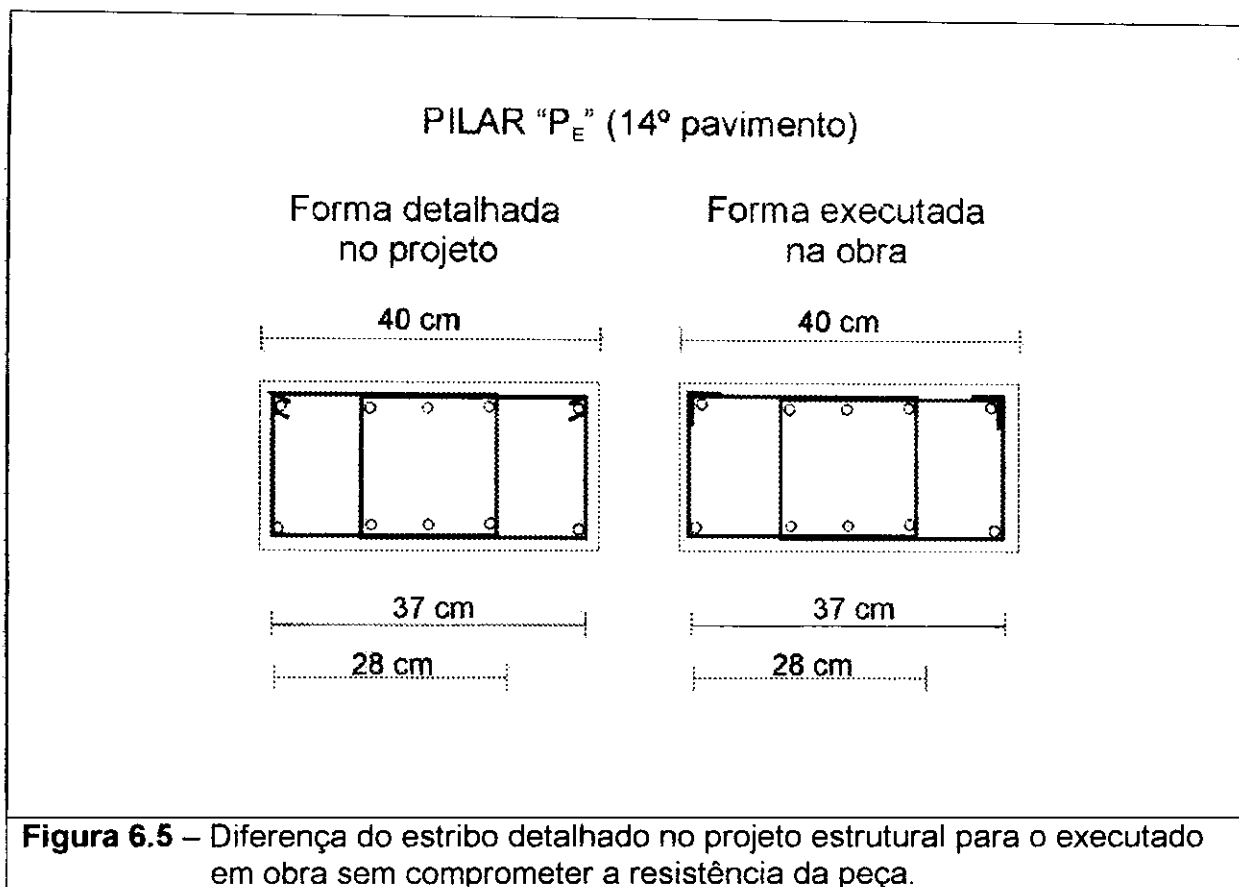 PILAR “PE” (14º pavimento)
Forma detalhada
no projeto
Forma executada
na obra
40 cm
40 cm
37 cm
28 cm
37 cm
28 cm
Figura 6.5 – Diferença do estribo detalhado no projeto estrutural para o executado
em obra sem comprometer a resistência da peça.